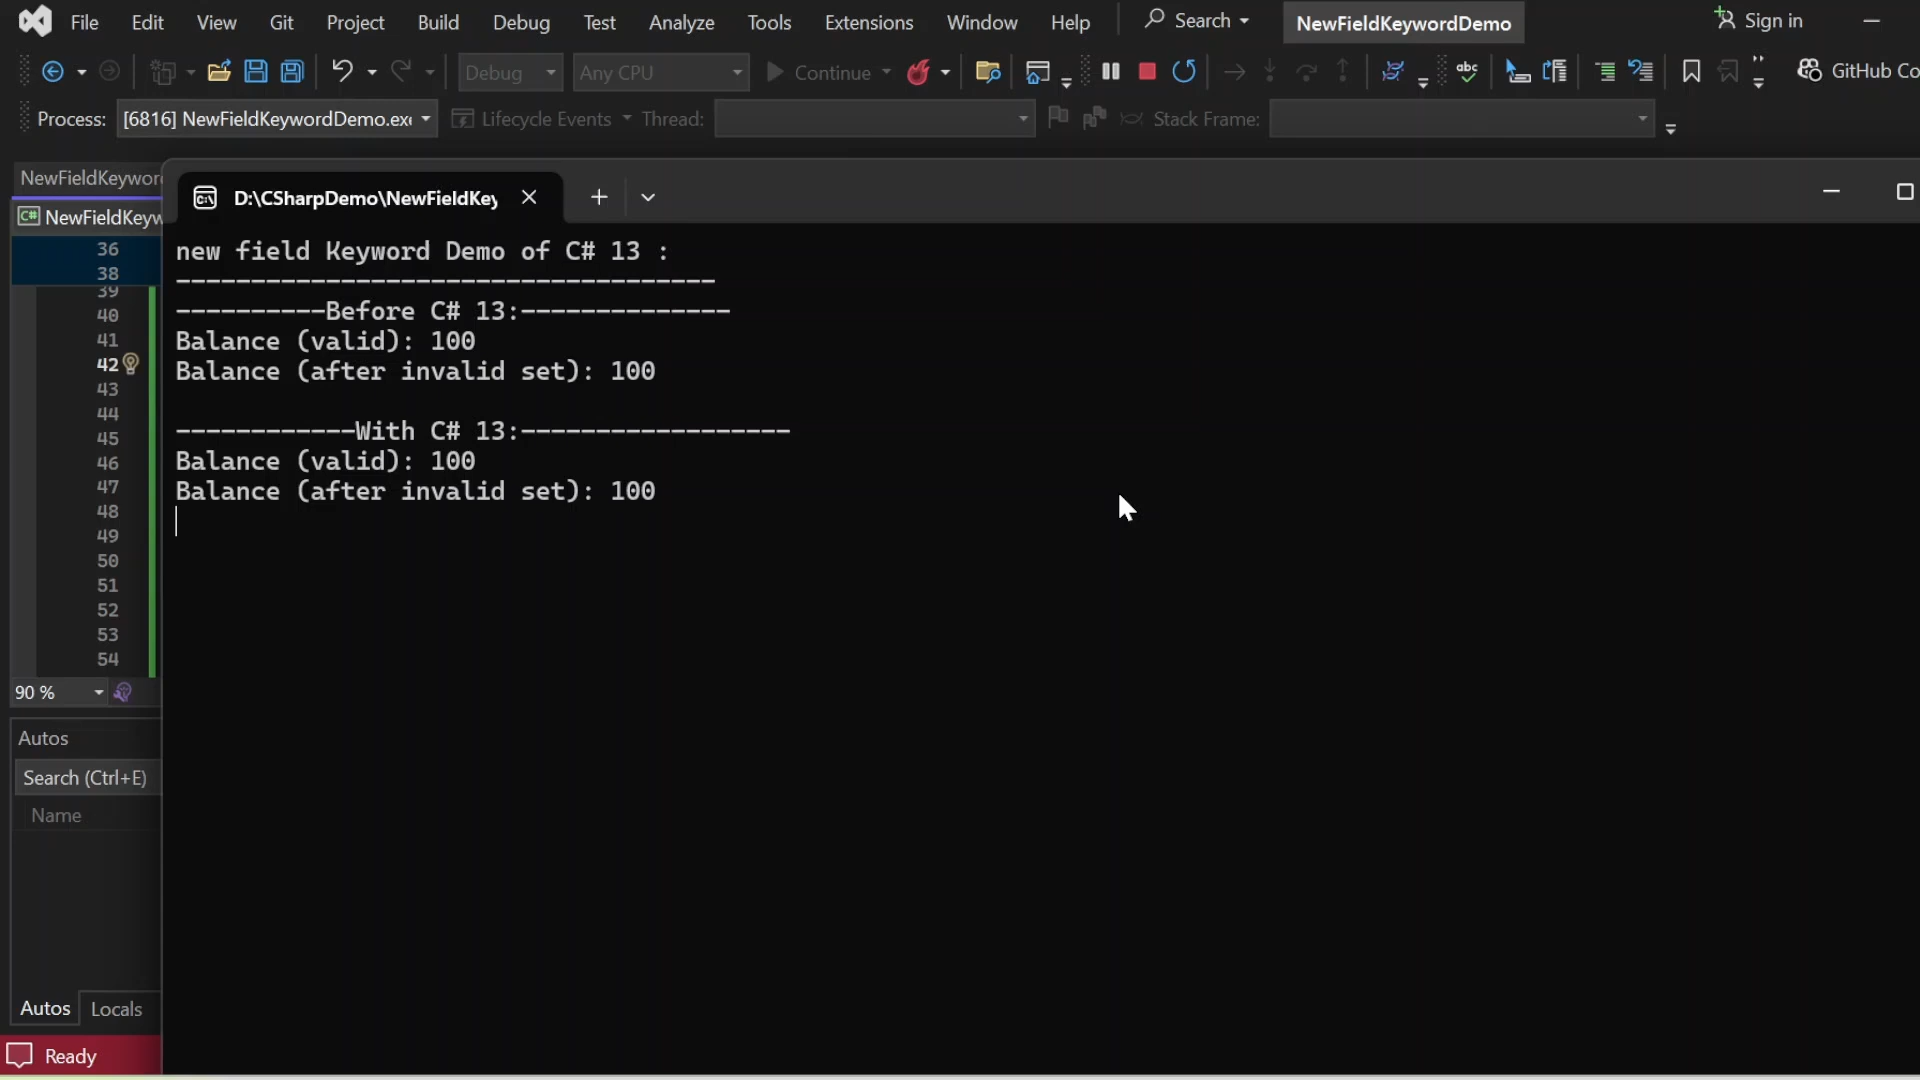 File Edit View Git Project Build Debug Test Analyze Tools Extensions Window Help Search NewFieldKeywordDemo Sign in
Debug Any CPU Continue abc GitHub Co
Process: [6816] NewFieldKeywordDemo.exe Lifecycle Events Thread: Stack Frame:
NewFieldKeywor
D:\CSharpDemo\NewFieldKey
C# NewFieldKeyw
36
38
39
40
41
42
43
44
45
46
47
48
49
50
51
52
53
54
new field Keyword Demo of C# 13 :
------------------------------------
----------Before C# 13:--------------
Balance (valid): 100
Balance (after invalid set): 100
------------With C# 13:------------------
Balance (valid): 100
Balance (after invalid set): 100
90 %
Autos
Search (Ctrl+E)
Name
Autos Locals
Ready